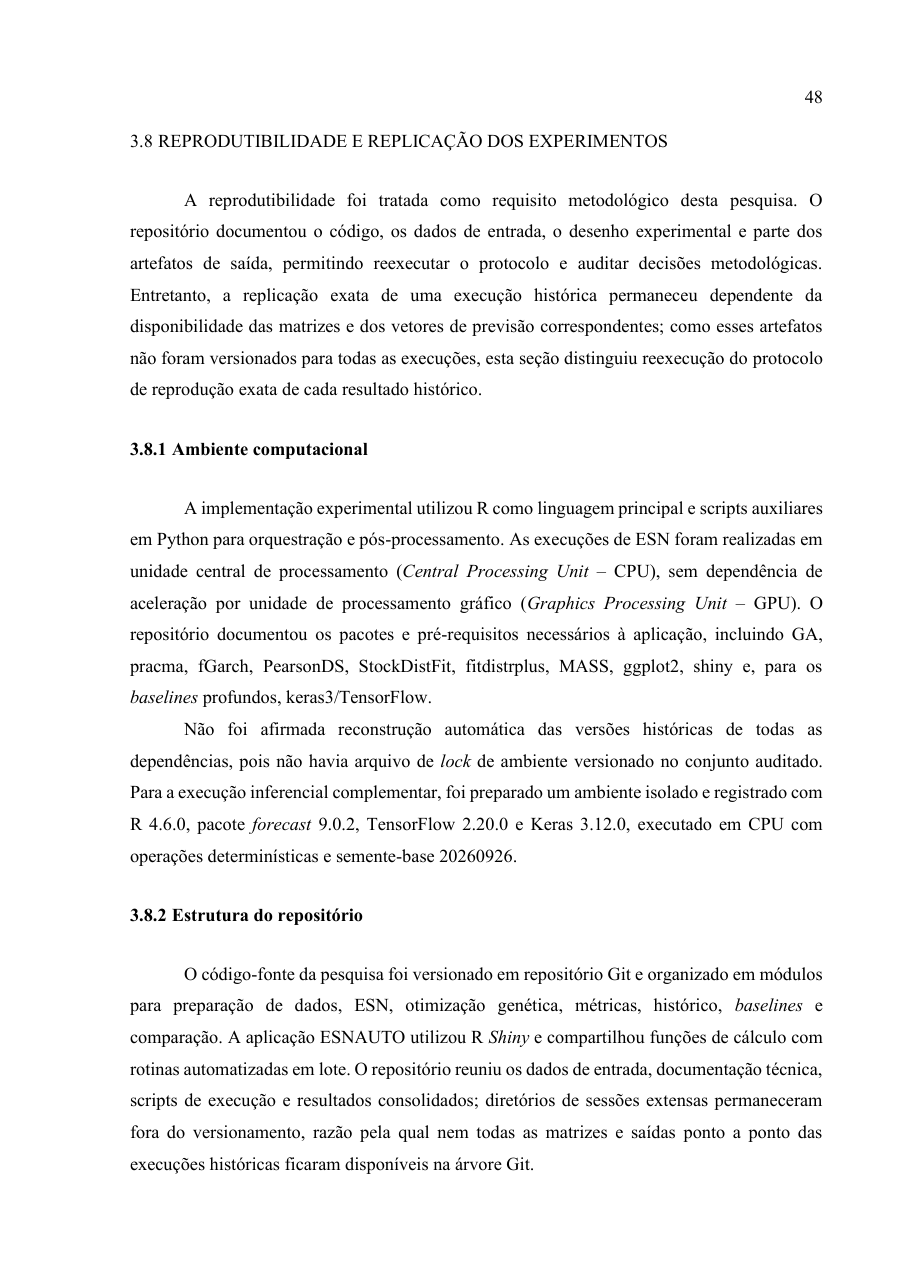 48
3.8 REPRODUTIBILIDADE E REPLICAÇÃO DOS EXPERIMENTOS
A reprodutibilidade foi tratada como requisito metodológico desta pesquisa. O
repositório documentou o código, os dados de entrada, o desenho experimental e parte dos
artefatos de saída, permitindo reexecutar o protocolo e auditar decisões metodológicas.
Entretanto, a replicação exata de uma execução histórica permaneceu dependente da
disponibilidade das matrizes e dos vetores de previsão correspondentes; como esses artefatos
não foram versionados para todas as execuções, esta seção distinguiu reexecução do protocolo
de reprodução exata de cada resultado histórico.
3.8.1 Ambiente computacional
A implementação experimental utilizou R como linguagem principal e scripts auxiliares
em Python para orquestração e pós-processamento. As execuções de ESN foram realizadas em
unidade central de processamento (Central Processing Unit – CPU), sem dependência de
aceleração por unidade de processamento gráfico (Graphics Processing Unit – GPU). O
repositório documentou os pacotes e pré-requisitos necessários à aplicação, incluindo GA,
pracma, fGarch, PearsonDS, StockDistFit, fitdistrplus, MASS, ggplot2, shiny e, para os
baselines profundos, keras3/TensorFlow.
Não foi afirmada reconstrução automática das versões históricas de todas as
dependências, pois não havia arquivo de lock de ambiente versionado no conjunto auditado.
Para a execução inferencial complementar, foi preparado um ambiente isolado e registrado com
R 4.6.0, pacote forecast 9.0.2, TensorFlow 2.20.0 e Keras 3.12.0, executado em CPU com
operações determinísticas e semente-base 20260926.
3.8.2 Estrutura do repositório
O código-fonte da pesquisa foi versionado em repositório Git e organizado em módulos
para preparação de dados, ESN, otimização genética, métricas, histórico, baselines e
comparação. A aplicação ESNAUTO utilizou R Shiny e compartilhou funções de cálculo com
rotinas automatizadas em lote. O repositório reuniu os dados de entrada, documentação técnica,
scripts de execução e resultados consolidados; diretórios de sessões extensas permaneceram
fora do versionamento, razão pela qual nem todas as matrizes e saídas ponto a ponto das
execuções históricas ficaram disponíveis na árvore Git.